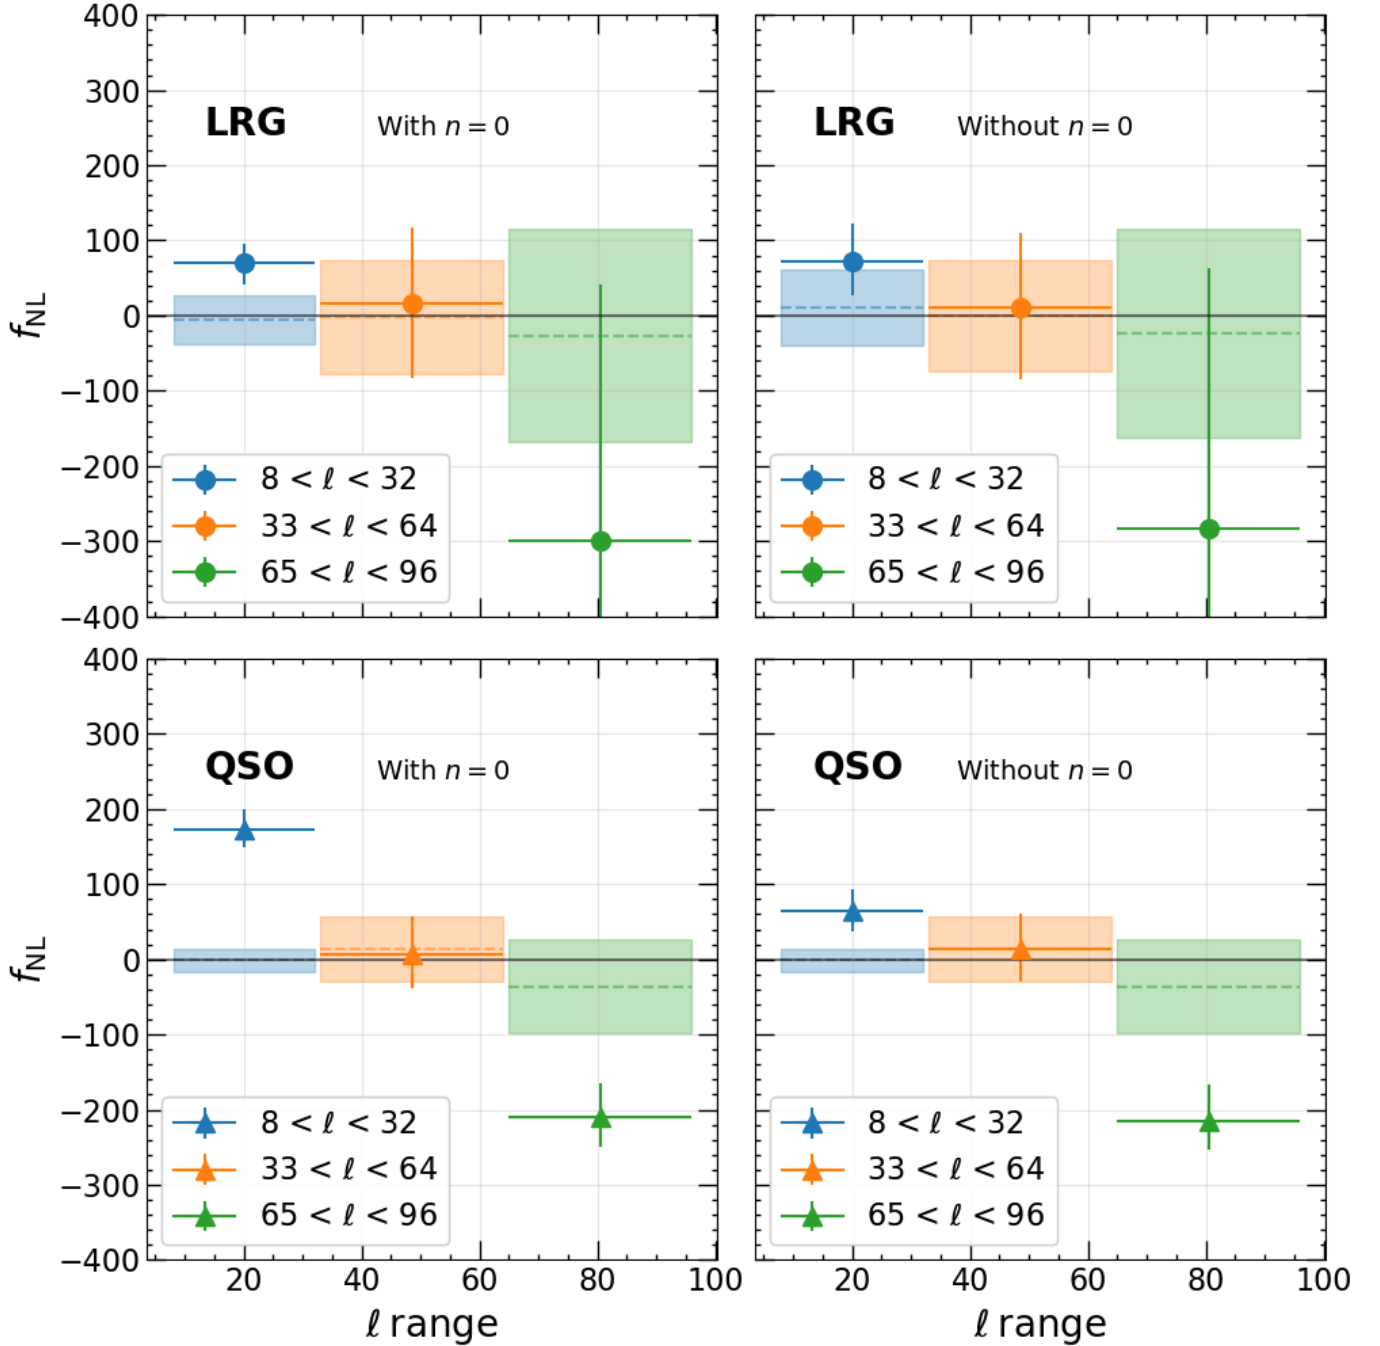 400
300
200
100
0
−100
−200
−300
−400
f_NL
LRG With n = 0
8 < ℓ < 32
33 < ℓ < 64
65 < ℓ < 96
LRG Without n = 0
8 < ℓ < 32
33 < ℓ < 64
65 < ℓ < 96
400
300
200
100
0
−100
−200
−300
−400
f_NL
QSO With n = 0
8 < ℓ < 32
33 < ℓ < 64
65 < ℓ < 96
20 40 60 80 100
ℓ range
QSO Without n = 0
8 < ℓ < 32
33 < ℓ < 64
65 < ℓ < 96
20 40 60 80 100
ℓ range